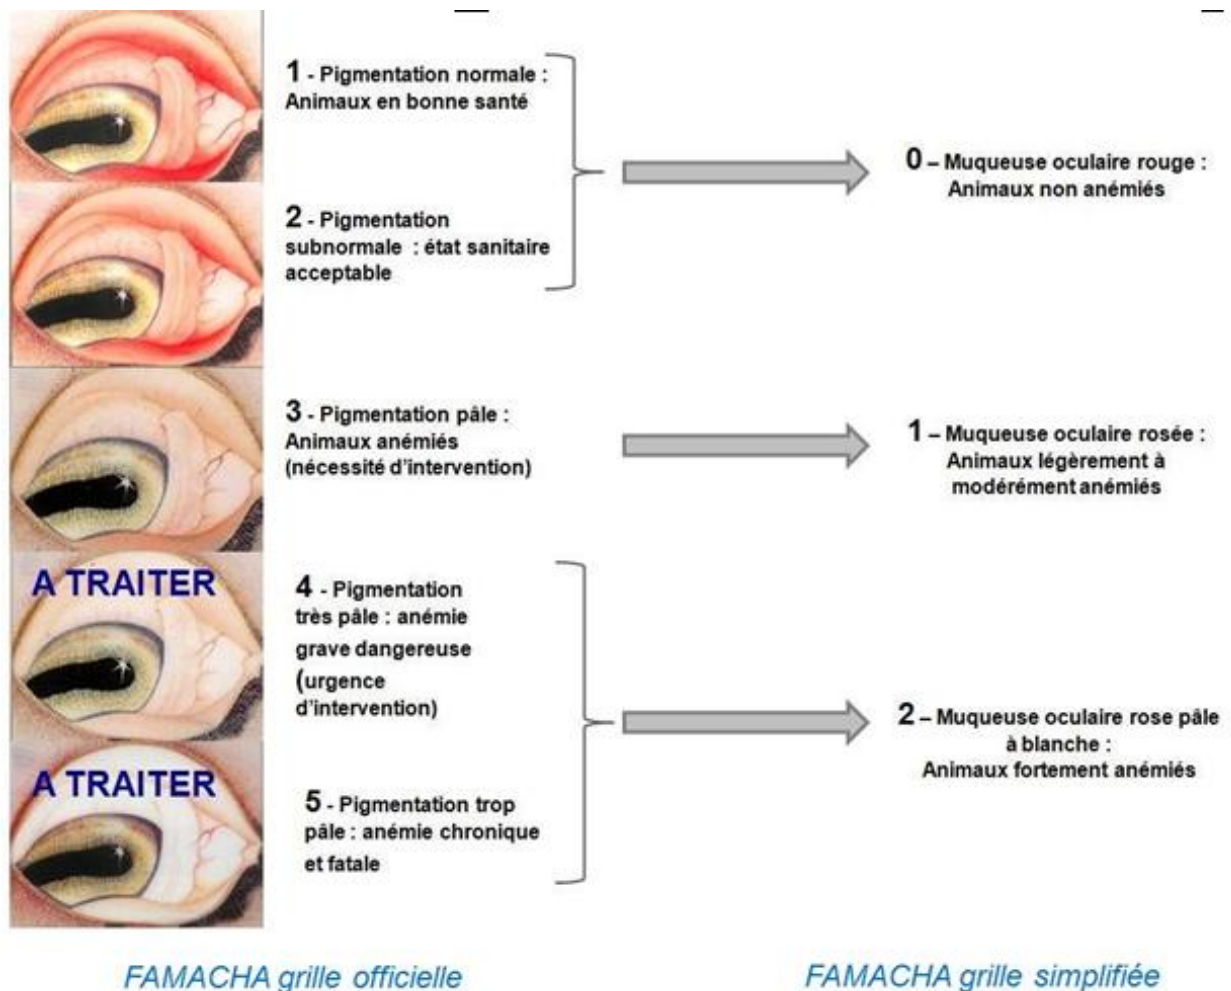 1 - Pigmentation normale :
Animaux en bonne santé
2 - Pigmentation
subnormale : état sanitaire
acceptable
0 – Muqueuse oculaire rouge :
Animaux non anémiés
3 - Pigmentation pâle :
Animaux anémiés
(nécessité d'intervention)
1 – Muqueuse oculaire rosée :
Animaux légèrement à
modérément anémiés
A TRAITER
4 - Pigmentation
très pâle : anémie
grave dangereuse
(urgence
d'intervention)
A TRAITER
5 - Pigmentation trop
pâle : anémie chronique
et fatale
2 – Muqueuse oculaire rose pâle
à blanche :
Animaux fortement anémiés
FAMACHA grille officielle
FAMACHA grille simplifiée